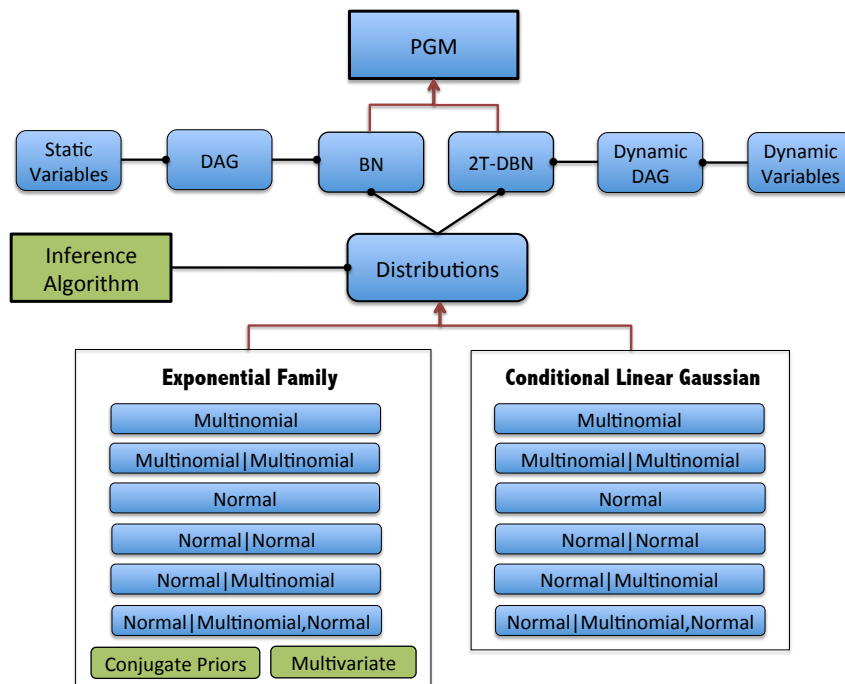 PGM
Static
Variables
DAG
BN
2T-DBN
Dynamic
DAG
Dynamic
Variables
Inference
Algorithm
Distributions
Exponential Family
Multinomial
Multinomial|Multinomial
Normal
Normal|Normal
Normal|Multinomial
Normal|Multinomial,Normal
Conjugate Priors
Multivariate
Conditional Linear Gaussian
Multinomial
Multinomial|Multinomial
Normal
Normal|Normal
Normal|Multinomial
Normal|Multinomial,Normal